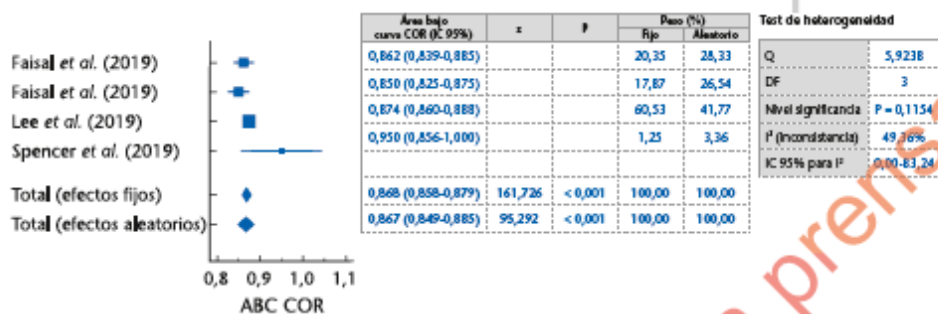 Área bajo curva COR (IC 95%) z P Peso (%) Fijo Aleatorio
Faisal et al. (2019) 0,862 (0,839-0,885) 20,35 28,33
Faisal et al. (2019) 0,850 (0,825-0,875) 17,87 26,54
Lee et al. (2019) 0,874 (0,860-0,888) 60,53 41,77
Spencer et al. (2019) 0,950 (0,856-1,000) 1,25 3,36
Total (efectos fijos) 0,868 (0,858-0,879) 161,726 < 0,001 100,00 100,00
Total (efectos aleatorios) 0,867 (0,849-0,885) 95,292 < 0,001 100,00 100,00
0,8 0,9 1,0 1,1
ABC COR
Test de heterogeneidad
Q 5,9238
DF 3
Nivel significancia P = 0,1154
I² (Inconsistencia) 49,36%
IC 95% para I² 0,00-83,24
prens